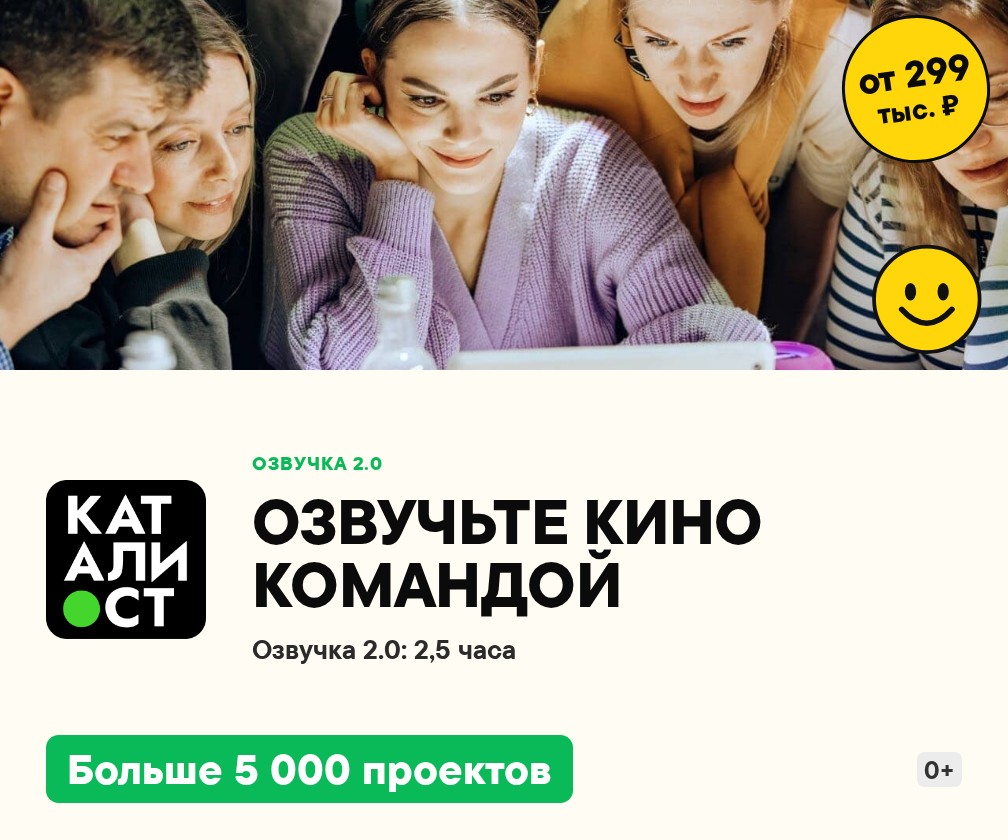 от 299
тыс. ₽
ОЗВУЧКА 2.0
КАТ
АЛИ
СТ
ОЗВУЧЬТЕ КИНО
КОМАНДОЙ
Озвучка 2.0: 2,5 часа
Больше 5 000 проектов
0+